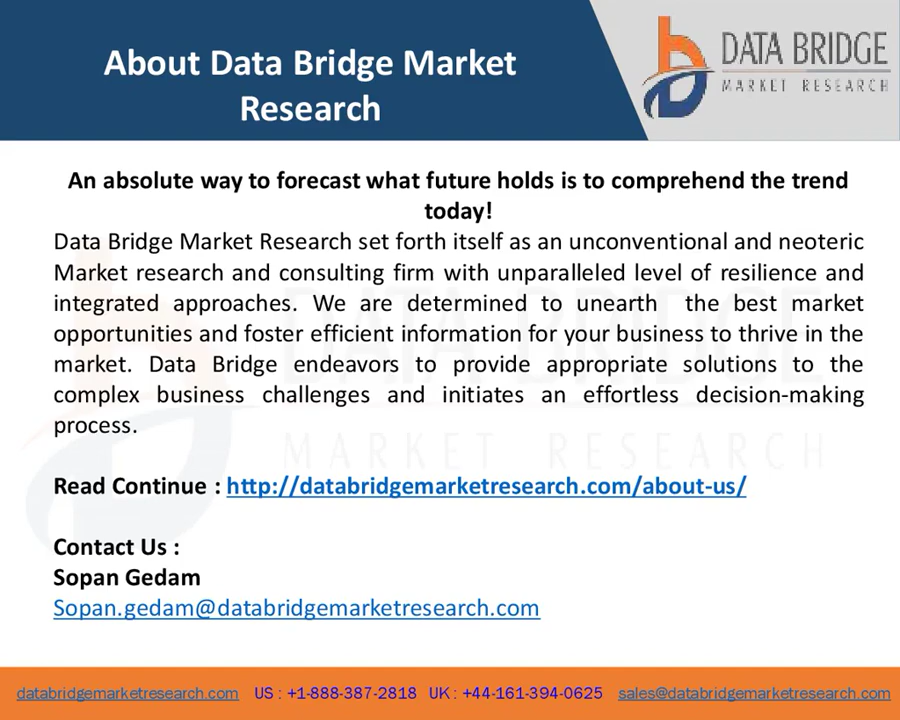 About Data Bridge Market
Research
DATA BRIDGE
MARKET RESEARCH
An absolute way to forecast what future holds is to comprehend the trend
today!
Data Bridge Market Research set forth itself as an unconventional and neoteric
Market research and consulting firm with unparalleled level of resilience and
integrated approaches. We are determined to unearth the best market
opportunities and foster efficient information for your business to thrive in the
market. Data Bridge endeavors to provide appropriate solutions to the
complex business challenges and initiates an effortless decision-making
process.
DATA BRIDGE
MARKET RESEARCH
Read Continue : http://databridgemarketresearch.com/about-us/
Contact Us :
Sopan Gedam
Sopan.gedam@databridgemarketresearch.com
databridgemarketresearch.com US : +1-888-387-2818 UK : +44-161-394-0625 sales@databridgemarketresearch.com